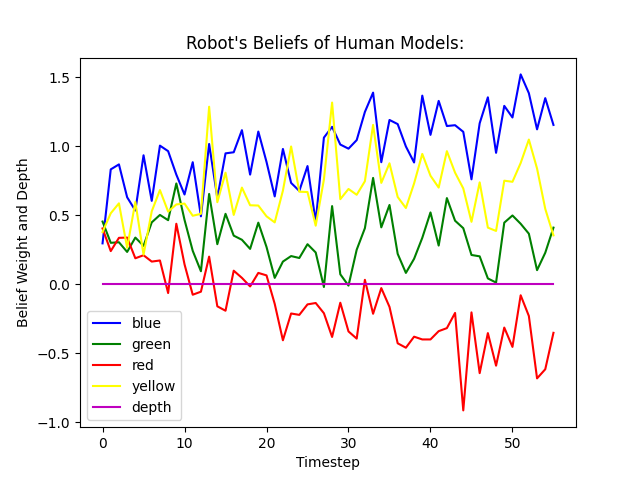 Robot's Beliefs of Human Models:
Belief Weight and Depth
1.5
1.0
0.5
0.0
−0.5
−1.0
blue
green
red
yellow
depth
0 10 20 30 40 50
Timestep